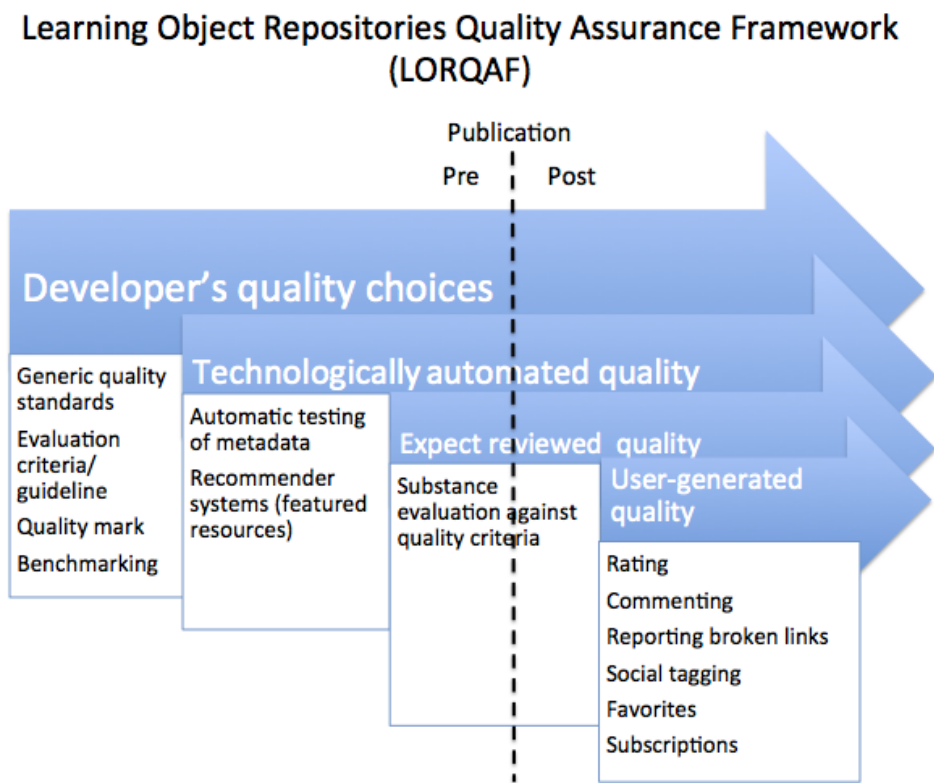 Learning Object Repositories Quality Assurance Framework
(LORQAF)
Publication
Pre
Post
Developer's quality choices
Generic quality
standards
Evaluation
criteria/
guideline
Quality mark
Benchmarking
Technologically automated quality
Automatic testing
of metadata
Recommender
systems (featured
resources)
Expect reviewed quality
Substance
evaluation against
quality criteria
User-generated
quality
Rating
Commenting
Reporting broken links
Social tagging
Favorites
Subscriptions